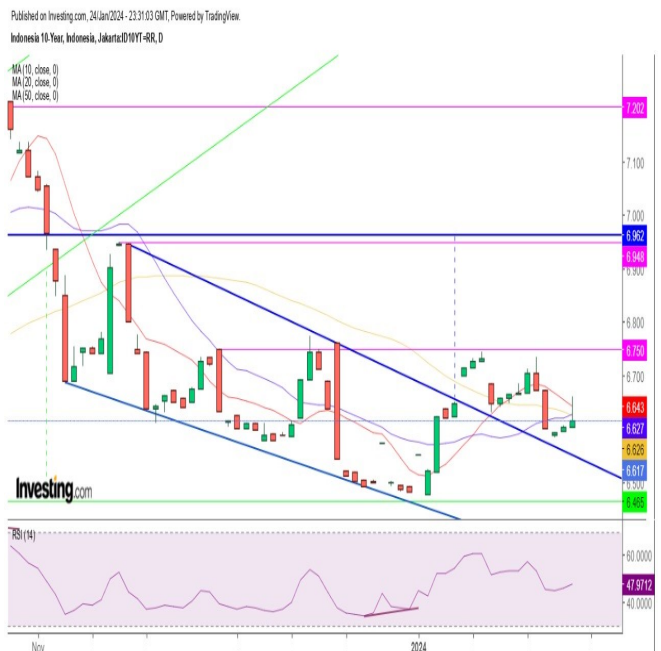 Published on Investing.com, 24/Jan/2024 - 23:31:03 GMT, Powered by TradingView.
Indonesia 10-Year, Indonesia, Jakarta:ID10YT=RR, D
MA (10, close, 0)
MA (20, close, 0)
MA (50, close, 0)
7.202
7.100
7.000
6.962
6.948
6.900
6.800
6.750
6.700
6.643
6.627
6.626
6.617
6.500
6.465
Investing.com
RSI (14)
60.0000
47.9712
40.0000
Nov
2024